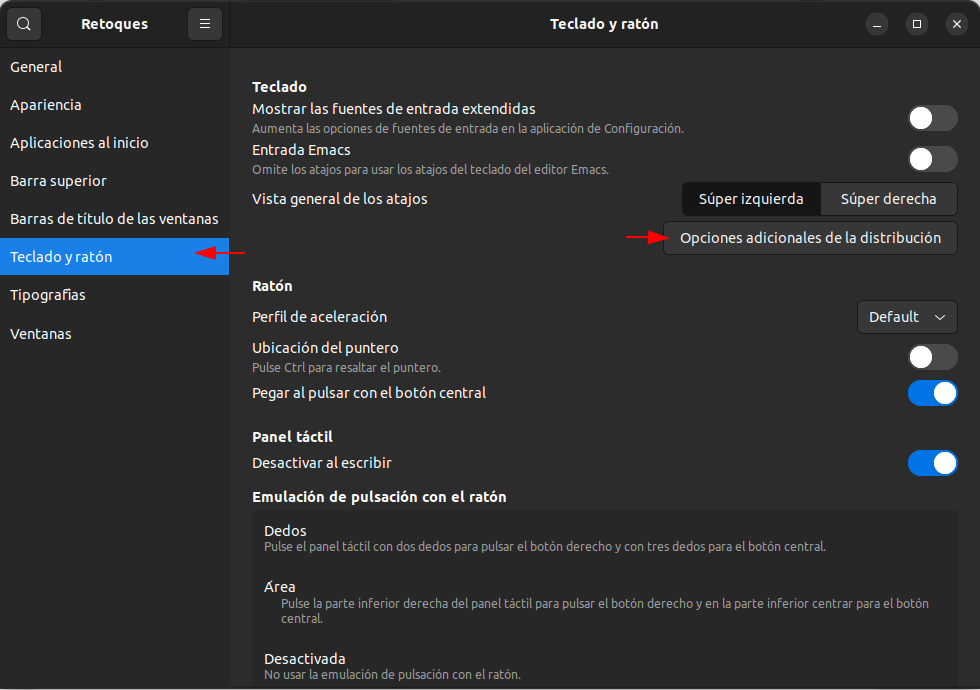 Retoques
Teclado y ratón
General
Apariencia
Aplicaciones al inicio
Barra superior
Barras de título de las ventanas
Teclado y ratón
Tipografías
Ventanas
Teclado
Mostrar las fuentes de entrada extendidas
Aumenta las opciones de fuentes de entrada en la aplicación de Configuración.
Entrada Emacs
Omite los atajos para usar los atajos del teclado del editor Emacs.
Vista general de los atajos
Súper izquierda
Súper derecha
Opciones adicionales de la distribución
Ratón
Perfil de aceleración
Default
Ubicación del puntero
Pulse Ctrl para resaltar el puntero.
Pegar al pulsar con el botón central
Panel táctil
Desactivar al escribir
Emulación de pulsación con el ratón
Dedos
Pulse el panel táctil con dos dedos para pulsar el botón derecho y con tres dedos para el botón central.
Área
Pulse la parte inferior derecha del panel táctil para pulsar el botón derecho y en la parte inferior centrar para el botón
central.
Desactivada
No usar la emulación de pulsación con el ratón.